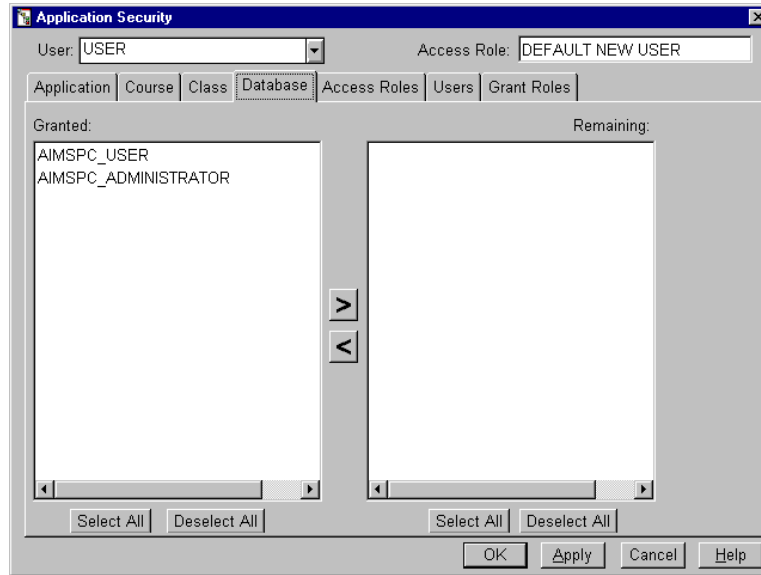 Application Security
User: USER Access Role: DEFAULT NEW USER
Application Course Class Database Access Roles Users Grant Roles
Granted: Remaining:
AIMSPC_USER
AIMSPC_ADMINISTRATOR
>
<
Select All Deselect All Select All Deselect All
OK Apply Cancel Help